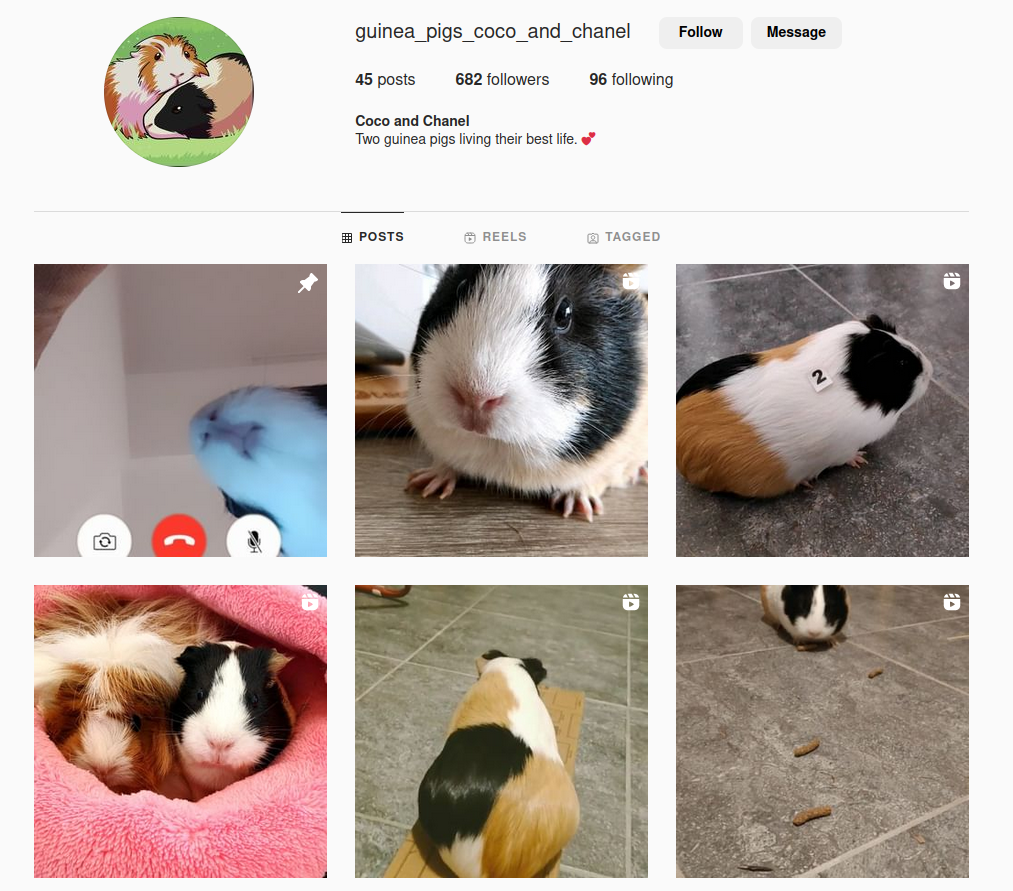 guinea_pigs_coco_and_chanel Follow Message
45 posts 682 followers 96 following
Coco and Chanel
Two guinea pigs living their best life. 💕
POSTS REELS TAGGED
2